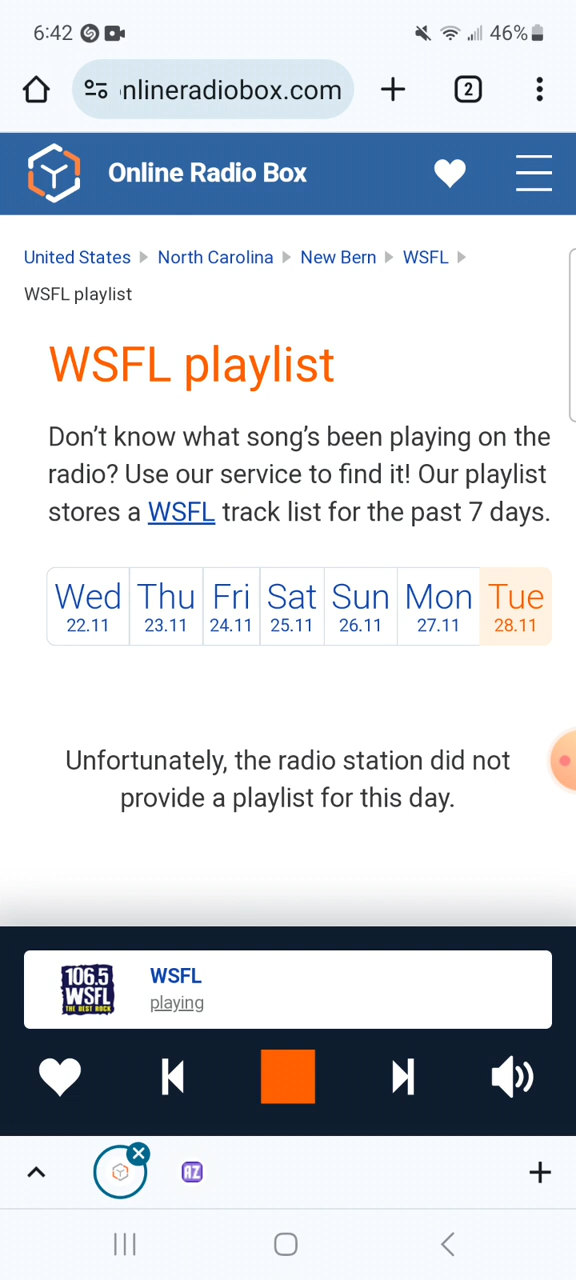 6:42
46%
nlineradiobox.com
2
Online Radio Box
United States North Carolina New Bern WSFL
WSFL playlist
WSFL playlist
Don’t know what song’s been playing on the
radio? Use our service to find it! Our playlist
stores a WSFL track list for the past 7 days.
Wed Thu Fri Sat Sun Mon Tue
22.11 23.11 24.11 25.11 26.11 27.11 28.11
Unfortunately, the radio station did not
provide a playlist for this day.
106.5
WSFL
THE BEST ROCK
WSFL
playing
AZ